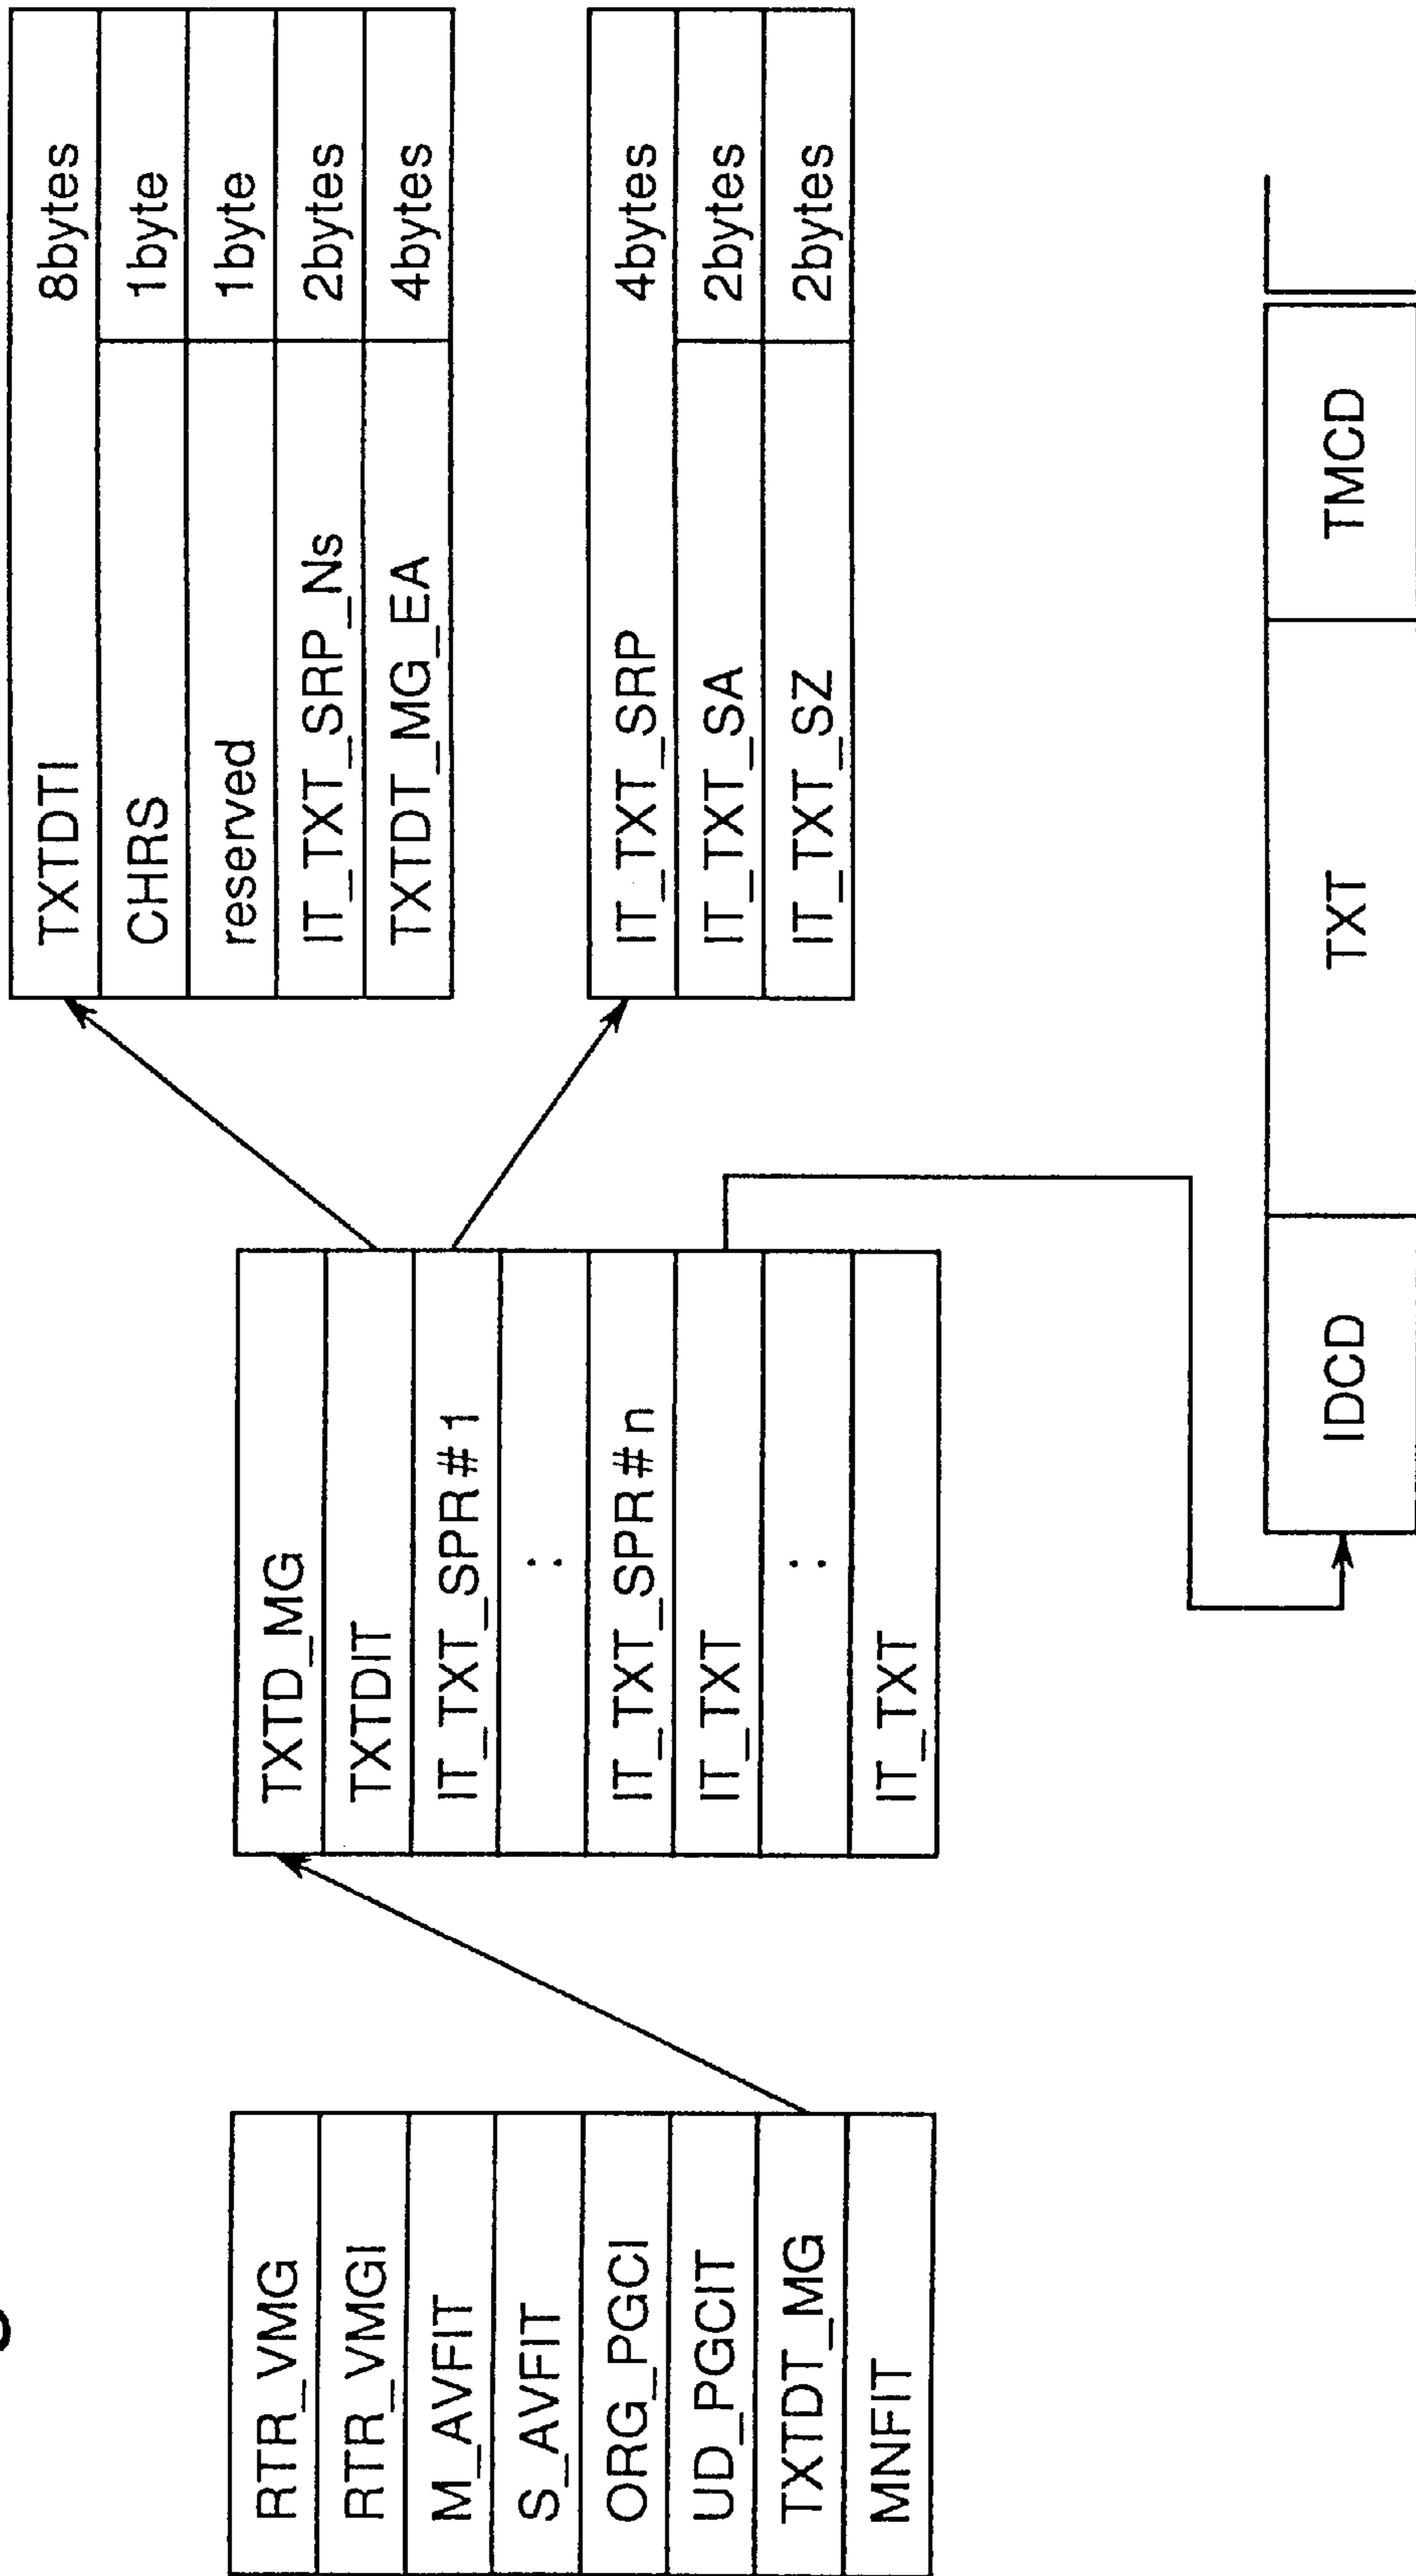 RTR_VMG
RTR_VMGI
M_AVFIT
S_AVFIT
ORG_PGCI
UD_PGCIT
TXTDT_MG
MNFIT
TXTD_MG
TXTDIT
IT_TXT_SPR#1
:
IT_TXT_SPR#n
IT_TXT
:
IT_TXT
TXTDTI 8bytes
CHRS 1byte
reserved 1byte
IT_TXT_SRP_Ns 2bytes
TXTDT_MG_EA 4bytes
IT_TXT_SRP 4bytes
IT_TXT_SA 2bytes
IT_TXT_SZ 2bytes
IDCD TXT TMCD